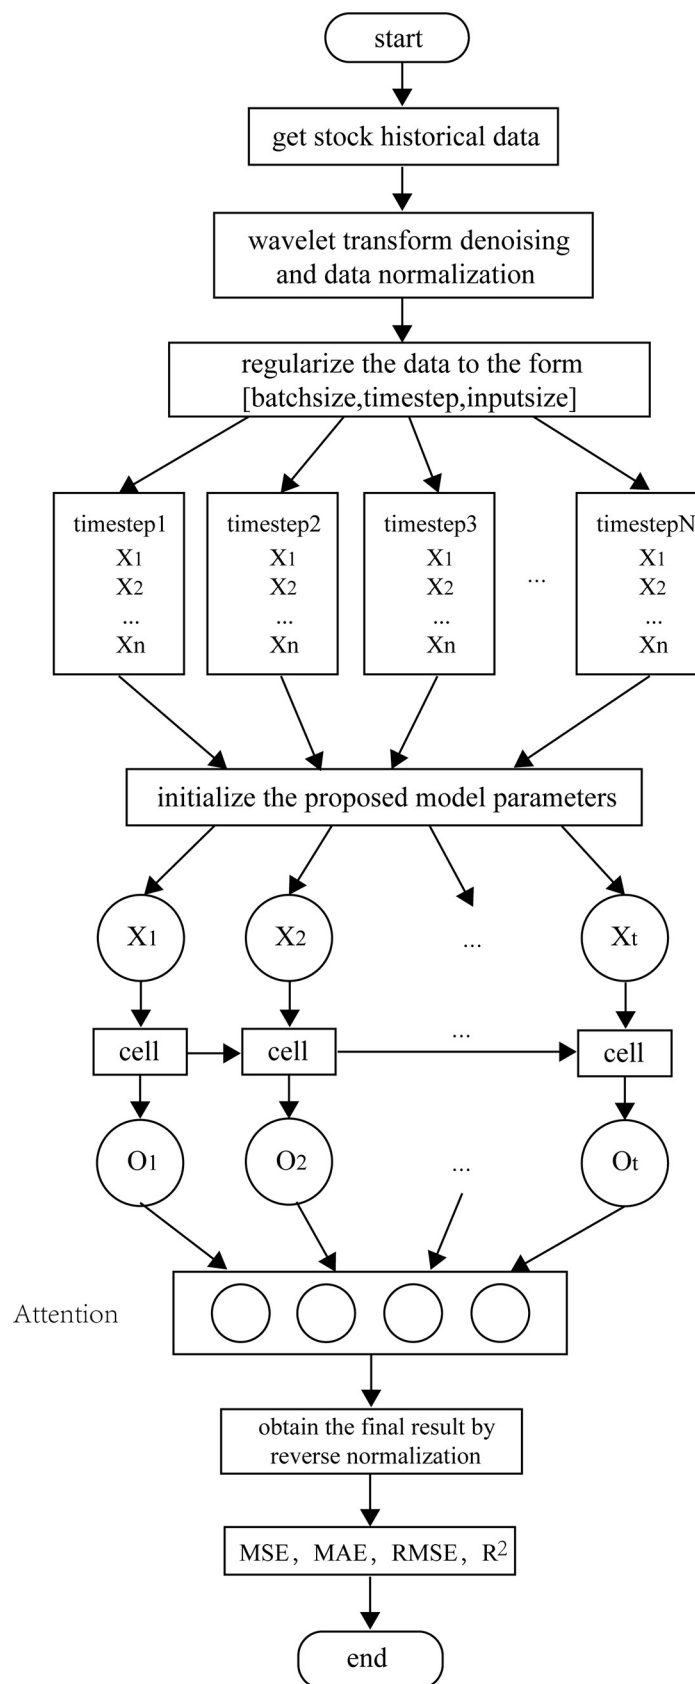 start
get stock historical data
wavelet transform denoising
and data normalization
regularize the data to the form
[batchsize,timestep,inputsize]
timestep1
X1
X2
...
Xn
timestep2
X1
X2
...
Xn
timestep3
X1
X2
...
Xn
...
timestepN
X1
X2
...
Xn
initialize the proposed model parameters
X1
X2
...
Xt
cell
cell
...
cell
O1
O2
...
Ot
Attention
obtain the final result by
reverse normalization
MSE, MAE, RMSE, R²
end